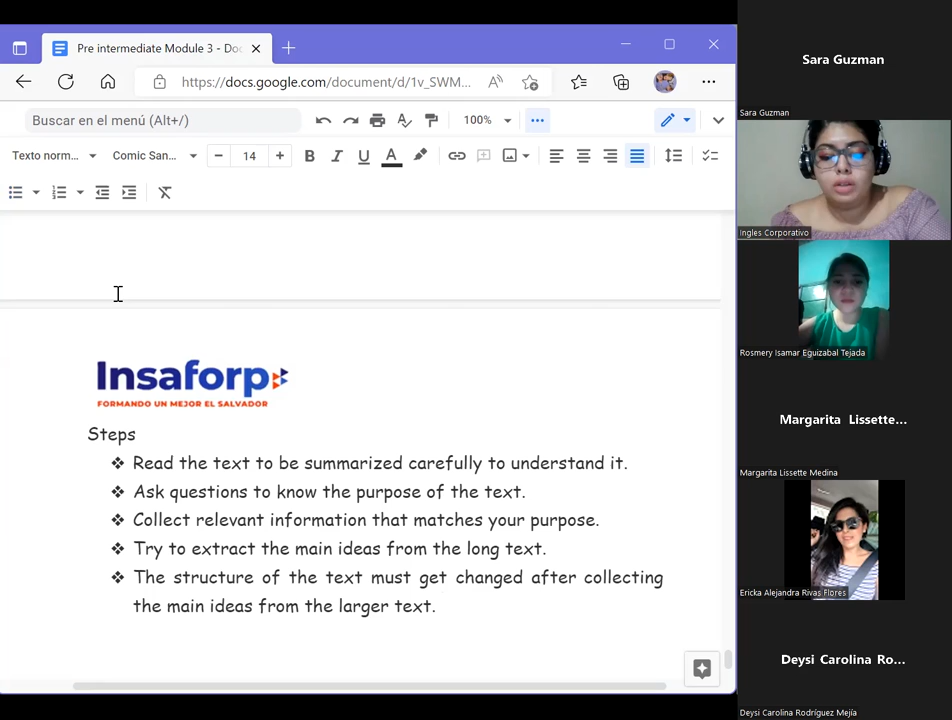 Pre intermediate Module 3 - Doc
https://docs.google.com/document/d/1v_SWM...
Buscar en el menú (Alt+/)
100%
Texto norm...
Comic San...
14
Insaforp
FORMANDO UN MEJOR EL SALVADOR
Steps
❖ Read the text to be summarized carefully to understand it.
❖ Ask questions to know the purpose of the text.
❖ Collect relevant information that matches your purpose.
❖ Try to extract the main ideas from the long text.
❖ The structure of the text must get changed after collecting
the main ideas from the larger text.
Sara Guzman
Sara Guzman
Ingles Corporativo
Rosmery Isamar Eguizabal Tejada
Margarita Lissette...
Margarita Lissette Medina
Ericka Alejandra Rivas Flores
Deysi Carolina Ro...
Deysi Carolina Rodríguez Mejía